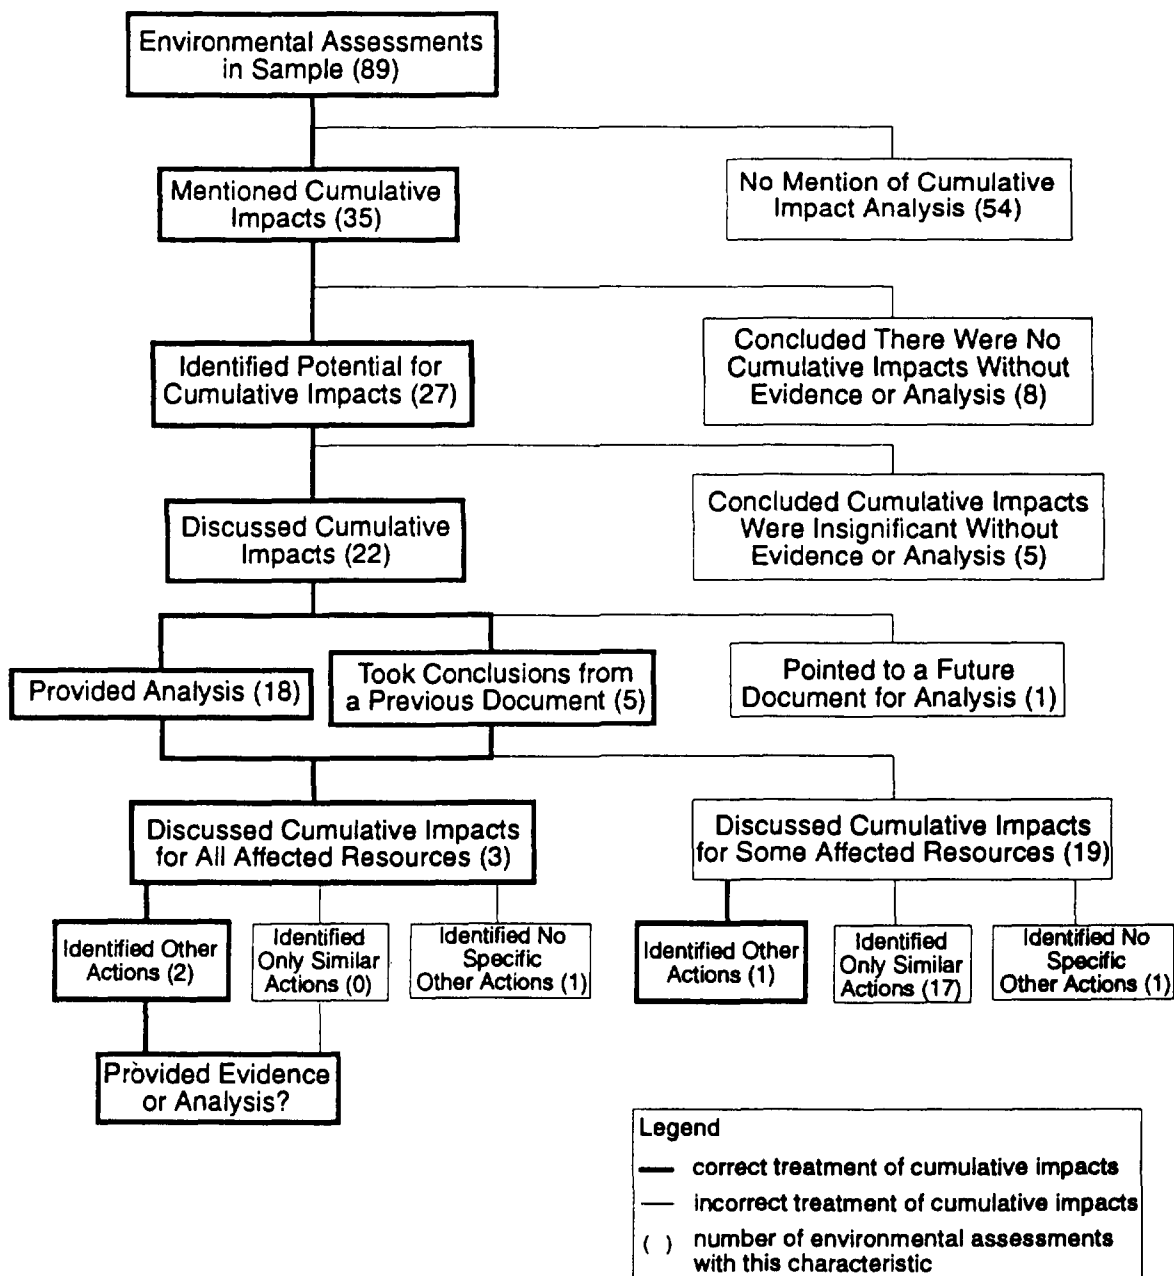 Environmental Assessments
in Sample (89)
Mentioned Cumulative
Impacts (35)
No Mention of Cumulative
Impact Analysis (54)
Identified Potential for
Cumulative Impacts (27)
Concluded There Were No
Cumulative Impacts Without
Evidence or Analysis (8)
Discussed Cumulative
Impacts (22)
Concluded Cumulative Impacts
Were Insignificant Without
Evidence or Analysis (5)
Provided Analysis (18)
Took Conclusions from
a Previous Document (5)
Pointed to a Future
Document for Analysis (1)
Discussed Cumulative Impacts
for All Affected Resources (3)
Discussed Cumulative Impacts
for Some Affected Resources (19)
Identified Other
Actions (2)
Identified
Only Similar
Actions (0)
Identified No
Specific
Other Actions (1)
Identified Other
Actions (1)
Identified
Only Similar
Actions (17)
Identified No
Specific
Other Actions (1)
Provided Evidence
or Analysis?
Legend
correct treatment of cumulative impacts
incorrect treatment of cumulative impacts
( ) number of environmental assessments
with this characteristic